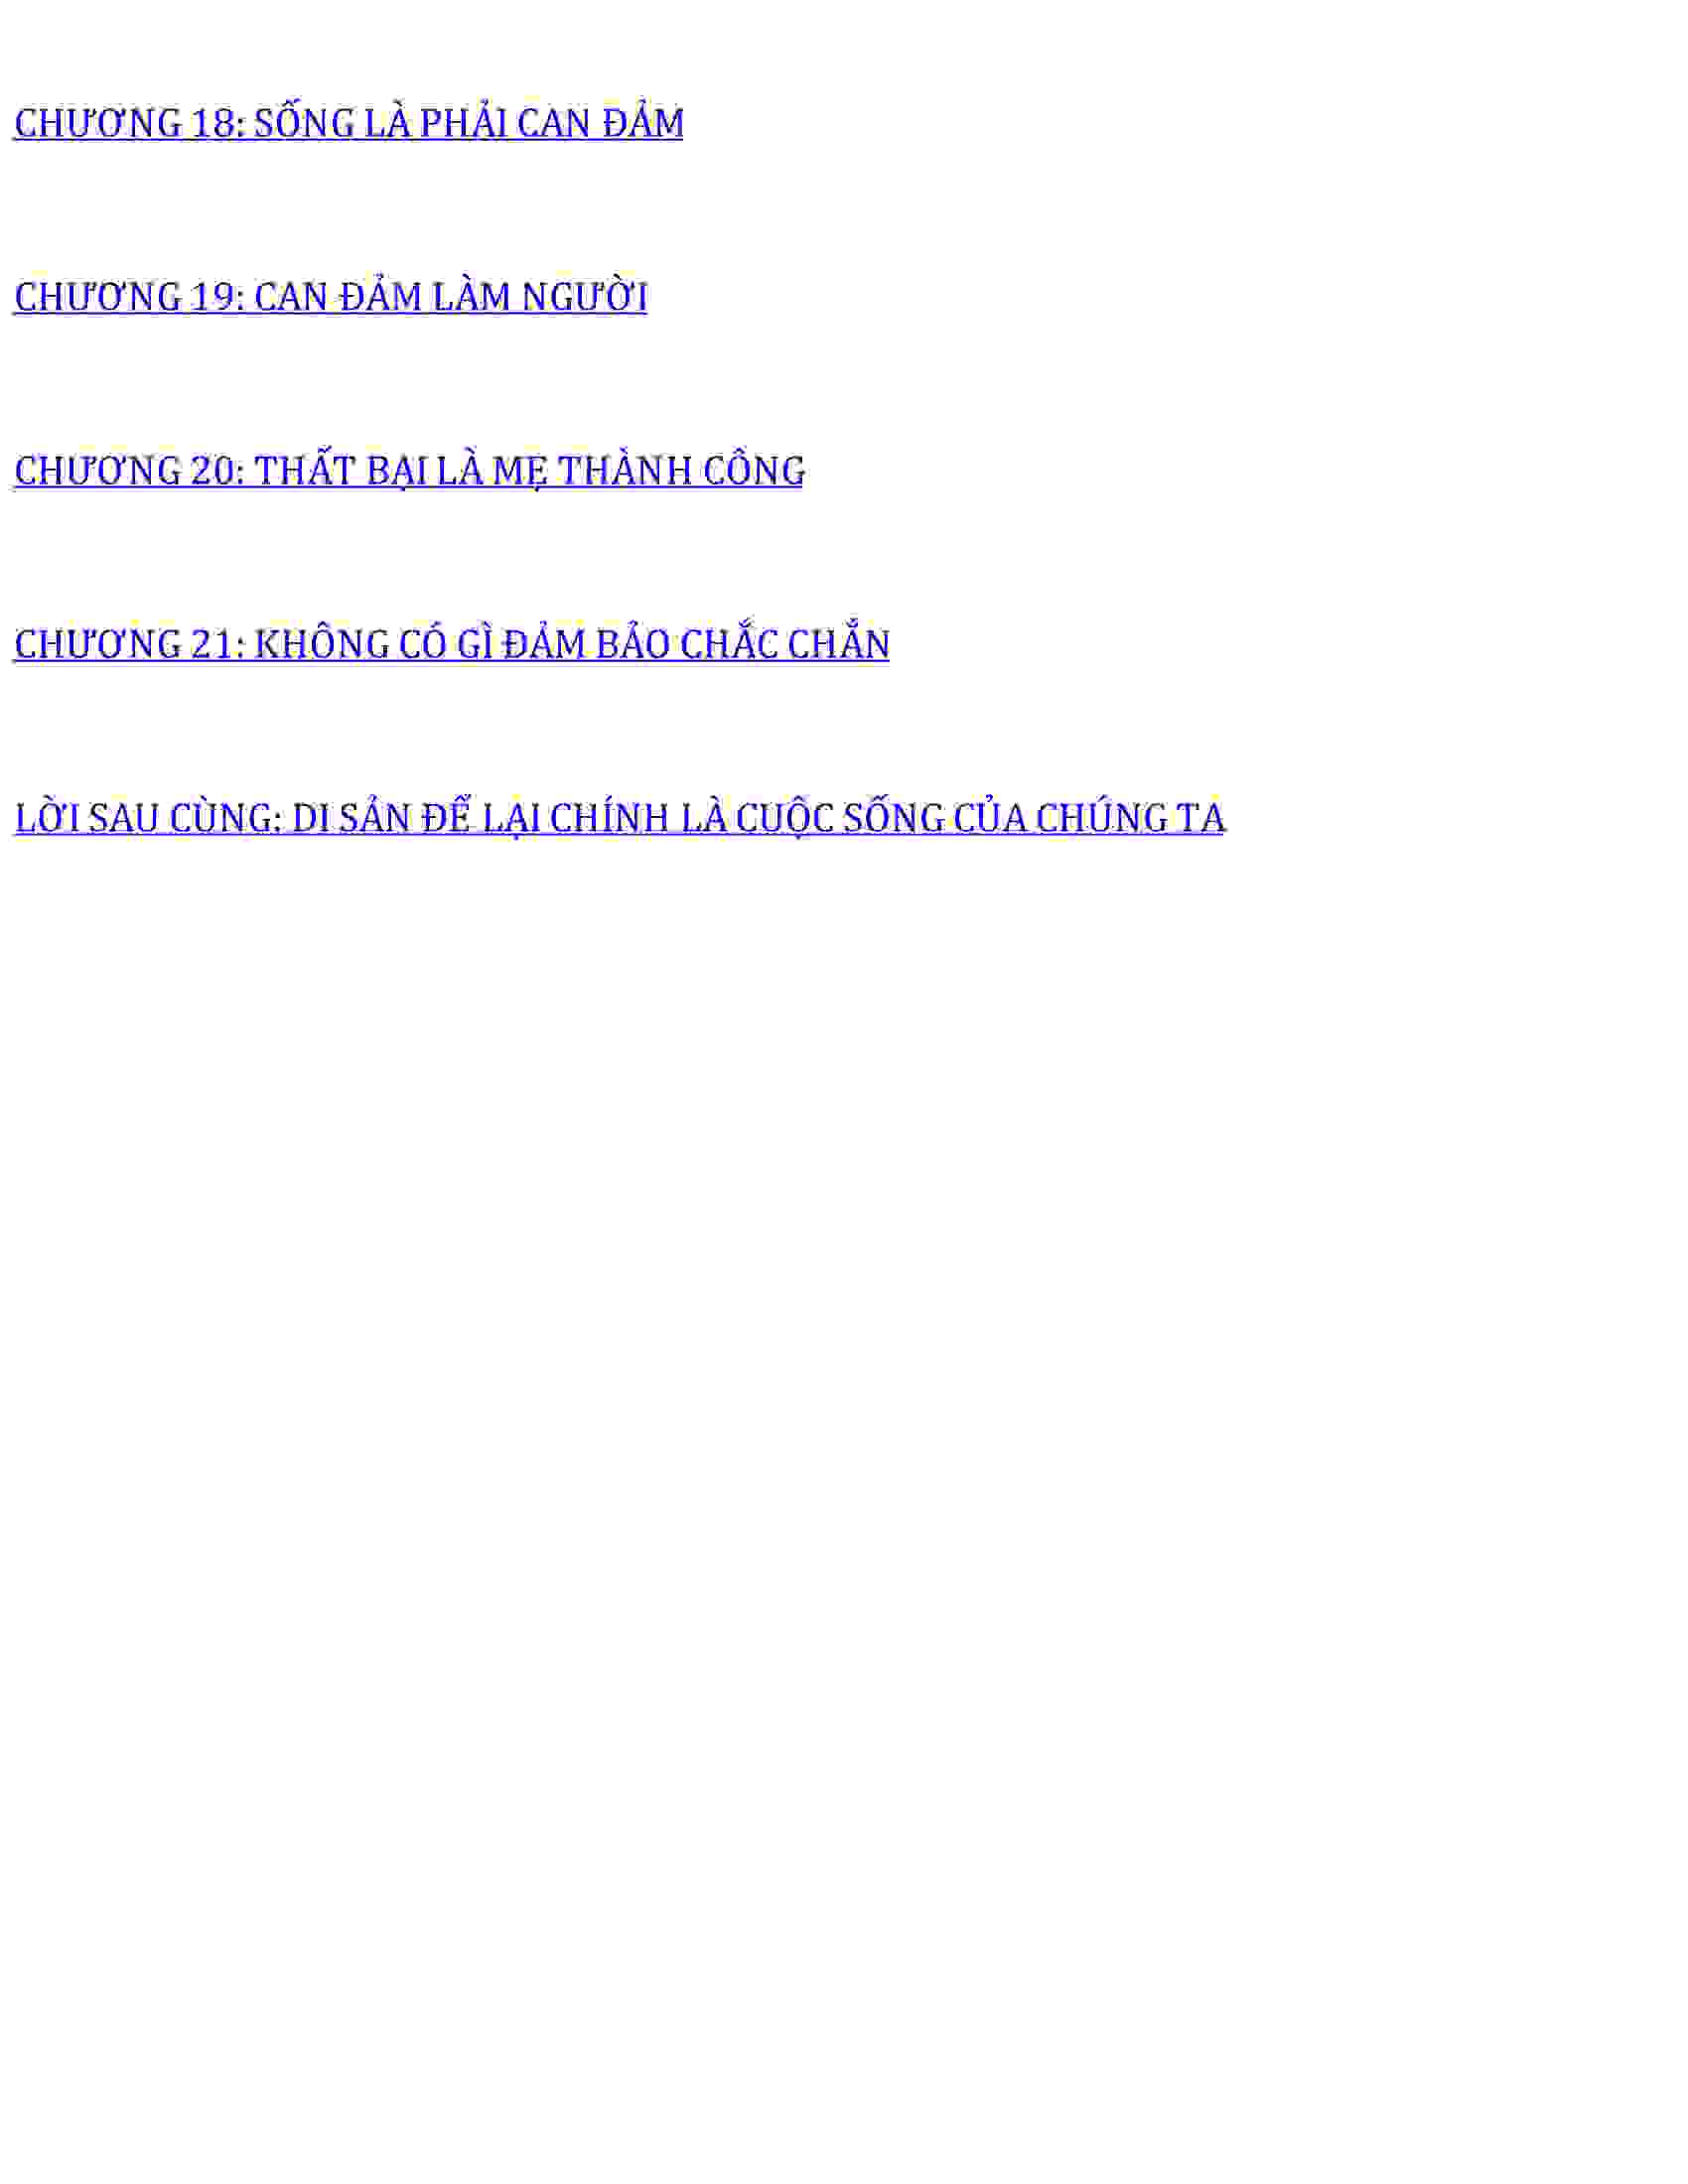 CHƯƠNG 18: SỐNG LÀ PHẢI CAN ĐẢM
CHƯƠNG 19: CAN ĐẢM LÀM NGƯỜI
CHƯƠNG 20: THẤT BẠI LÀ MẸ THÀNH CÔNG
CHƯƠNG 21: KHÔNG CÓ GÌ ĐẢM BẢO CHẮC CHẮN
LỜI SAU CÙNG: DI SẢN ĐỂ LẠI CHÍNH LÀ CUỘC SỐNG CỦA CHÚNG TA